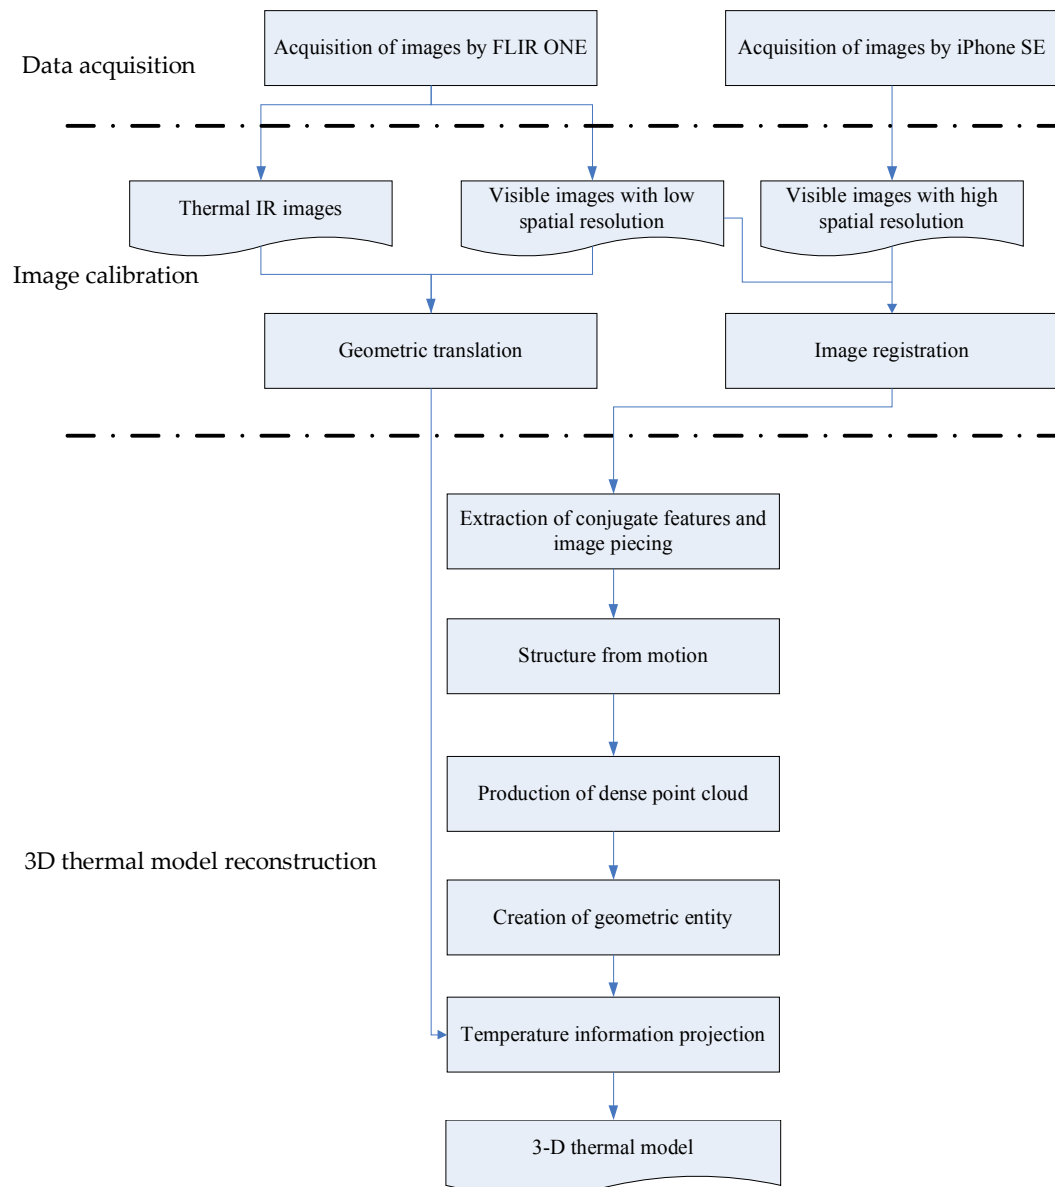 Acquisition of images by FLIR ONE
Acquisition of images by iPhone SE
Data acquisition
Thermal IR images
Visible images with low
spatial resolution
Visible images with high
spatial resolution
Image calibration
Geometric translation
Image registration
Extraction of conjugate features and
image piecing
Structure from motion
Production of dense point cloud
3D thermal model reconstruction
Creation of geometric entity
Temperature information projection
3-D thermal model